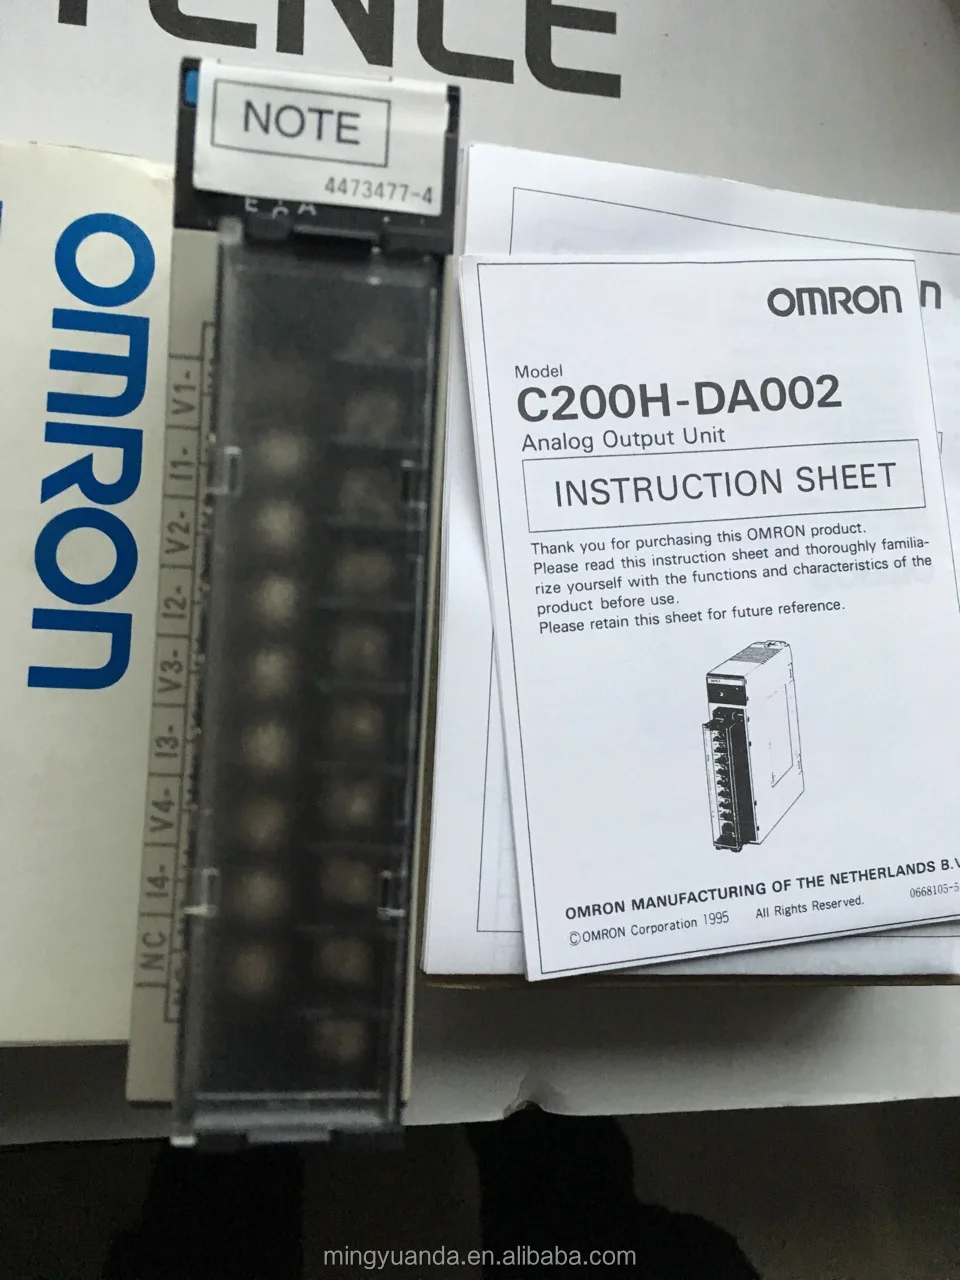 NOTE
4473477-4
OMRON
V1-
I1-
V2-
I2-
V3-
I3-
V4-
I4-
NC
OMRON
Model
C200H-DA002
Analog Output Unit
INSTRUCTION SHEET
Thank you for purchasing this OMRON product.
Please read this instruction sheet and thoroughly familia-
rize yourself with the functions and characteristics of the
product before use.
Please retain this sheet for future reference.
OMRON MANUFACTURING OF THE NETHERLANDS B.V
©OMRON Corporation 1995 All Rights Reserved.
0668105-5
mingyuanda.en.alibaba.com